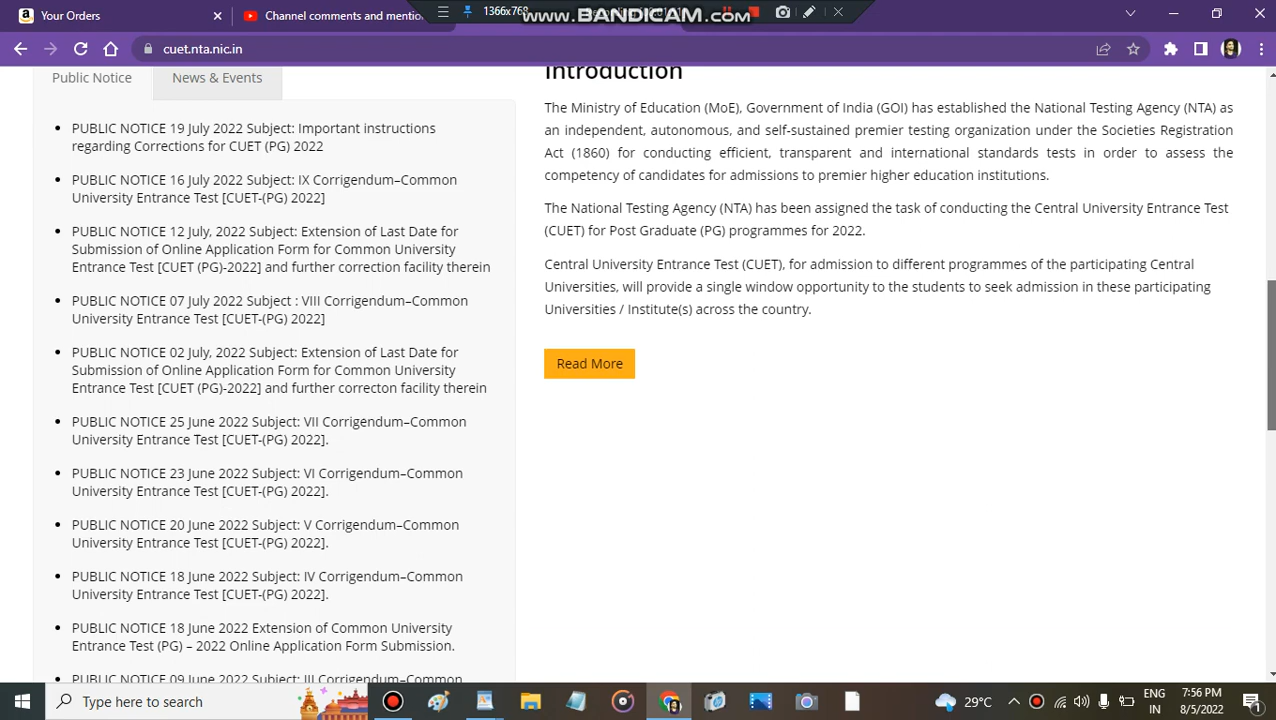 Your Orders
Channel comments and instructi
1366x768
www.BANDICAM.com
cuet.nta.nic.in
Public Notice
News & Events
PUBLIC NOTICE 19 July 2022 Subject: Important instructions
regarding Corrections for CUET (PG) 2022
PUBLIC NOTICE 16 July 2022 Subject: IX Corrigendum–Common
University Entrance Test [CUET-(PG) 2022]
PUBLIC NOTICE 12 July, 2022 Subject: Extension of Last Date for
Submission of Online Application Form for Common University
Entrance Test [CUET (PG)-2022] and further correction facility therein
PUBLIC NOTICE 07 July 2022 Subject : VIII Corrigendum–Common
University Entrance Test [CUET-(PG) 2022]
PUBLIC NOTICE 02 July, 2022 Subject: Extension of Last Date for
Submission of Online Application Form for Common University
Entrance Test [CUET (PG)-2022] and further correcton facility therein
PUBLIC NOTICE 25 June 2022 Subject: VII Corrigendum–Common
University Entrance Test [CUET-(PG) 2022].
PUBLIC NOTICE 23 June 2022 Subject: VI Corrigendum–Common
University Entrance Test [CUET-(PG) 2022].
PUBLIC NOTICE 20 June 2022 Subject: V Corrigendum–Common
University Entrance Test [CUET-(PG) 2022].
PUBLIC NOTICE 18 June 2022 Subject: IV Corrigendum–Common
University Entrance Test [CUET-(PG) 2022].
PUBLIC NOTICE 18 June 2022 Extension of Common University
Entrance Test (PG) – 2022 Online Application Form Submission.
PUBLIC NOTICE 09 June 2022 Subject: III Corrigendum–Common
Introduction
The Ministry of Education (MoE), Government of India (GOI) has established the National Testing Agency (NTA) as
an independent, autonomous, and self-sustained premier testing organization under the Societies Registration
Act (1860) for conducting efficient, transparent and international standards tests in order to assess the
competency of candidates for admissions to premier higher education institutions.
The National Testing Agency (NTA) has been assigned the task of conducting the Central University Entrance Test
(CUET) for Post Graduate (PG) programmes for 2022.
Central University Entrance Test (CUET), for admission to different programmes of the participating Central
Universities, will provide a single window opportunity to the students to seek admission in these participating
Universities / Institute(s) across the country.
Read More
Type here to search
29°C
ENG
IN
7:56 PM
8/5/2022
1